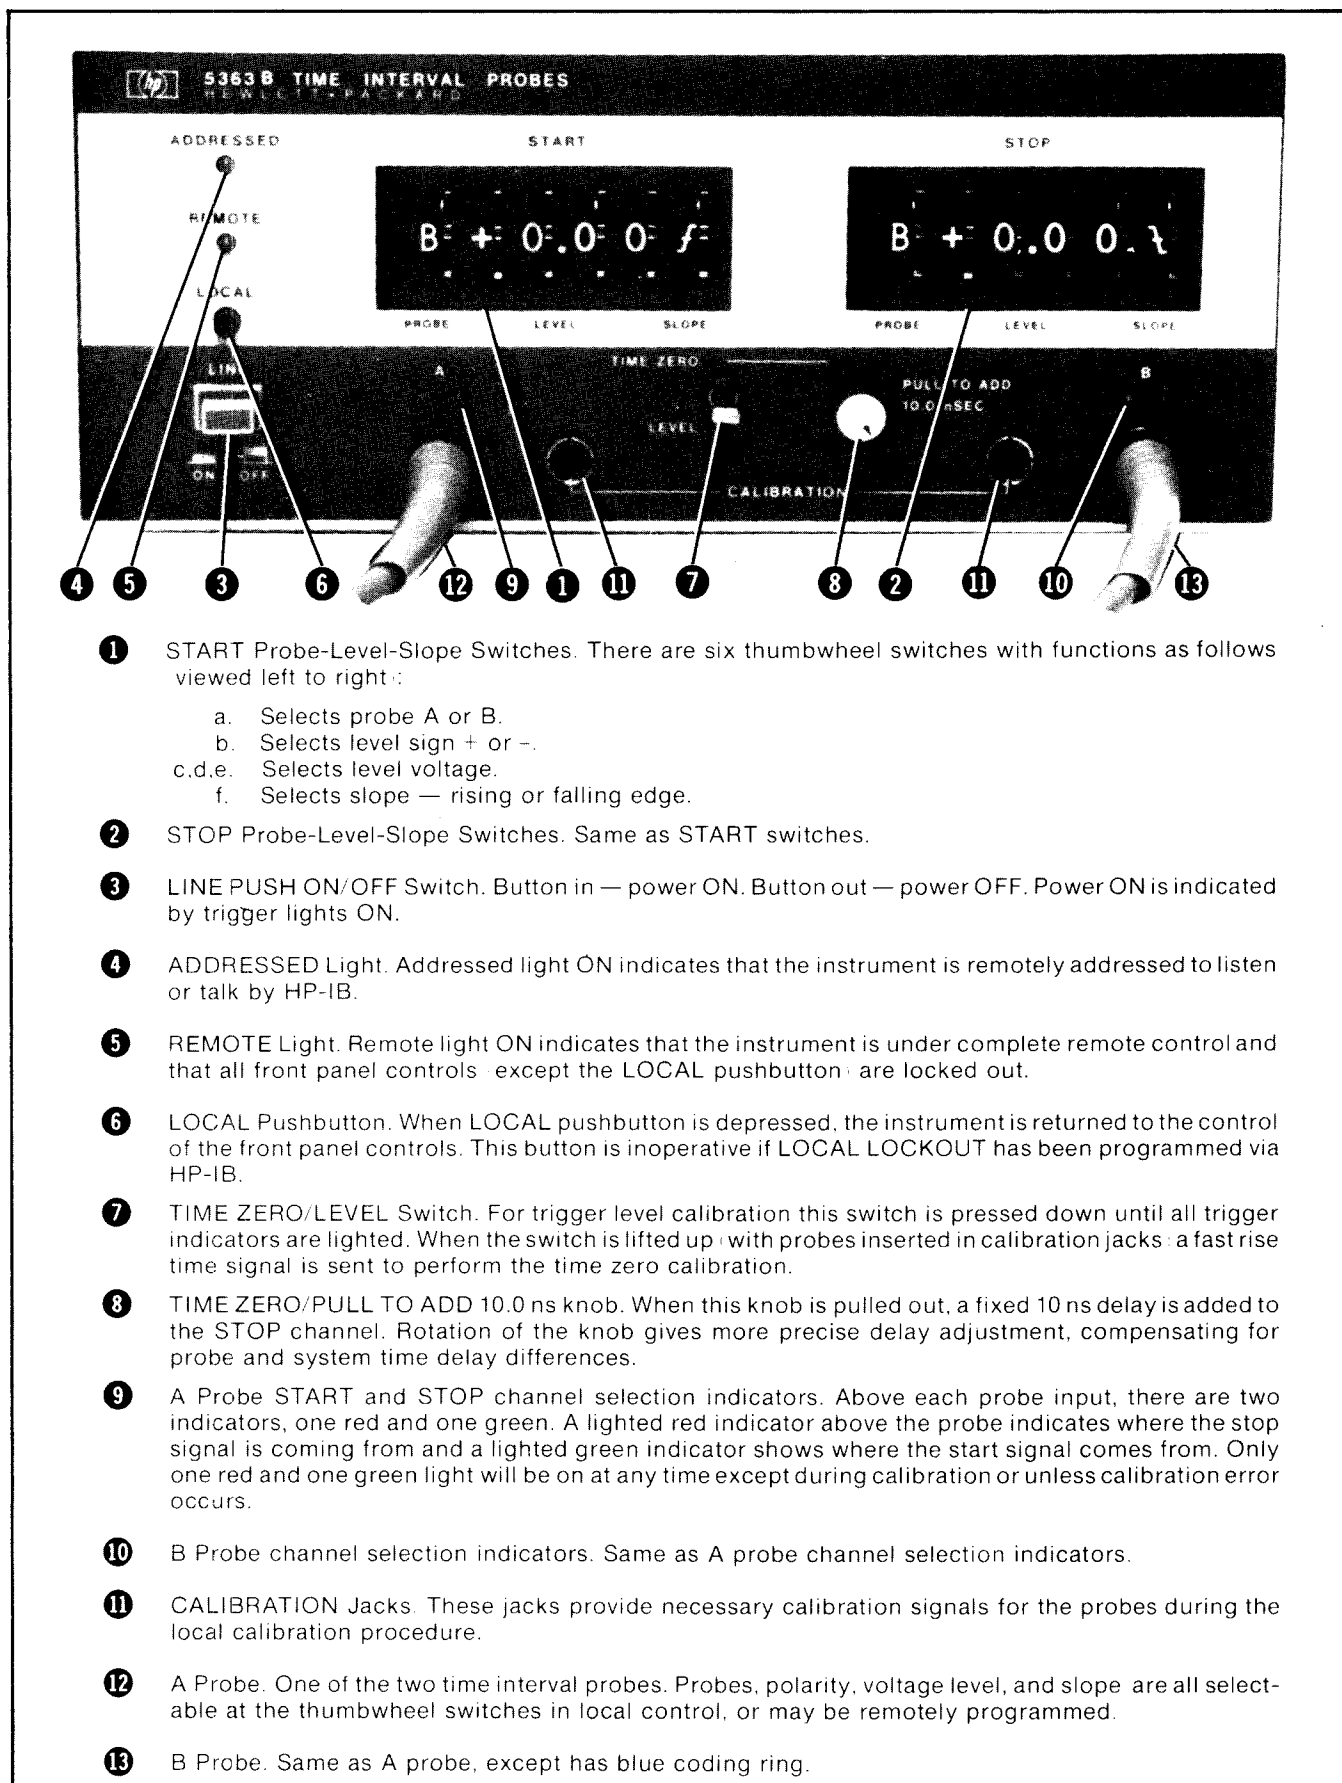 hp 5363B TIME INTERVAL PROBES
HEWLETT-PACKARD
ADDRESSED
START
STOP
REMOTE
B + 0.0 0 ƒ
B + 0.0 0.
LOCAL
PROBE LEVEL SLOPE
PROBE LEVEL SLOPE
LINE
A
TIME ZERO
B
PULL TO ADD
10.0 nSEC
LEVEL
ON OFF
CALIBRATION
4 5 3 6 12 9 1 11 7 8 2 11 10 13
1 START Probe-Level-Slope Switches. There are six thumbwheel switches with functions as follows
viewed left to right :
a. Selects probe A or B.
b. Selects level sign + or -.
c,d,e. Selects level voltage.
f. Selects slope — rising or falling edge.
2 STOP Probe-Level-Slope Switches. Same as START switches.
3 LINE PUSH ON/OFF Switch. Button in — power ON. Button out — power OFF. Power ON is indicated
by trigger lights ON.
4 ADDRESSED Light. Addressed light ON indicates that the instrument is remotely addressed to listen
or talk by HP-IB.
5 REMOTE Light. Remote light ON indicates that the instrument is under complete remote control and
that all front panel controls except the LOCAL pushbutton are locked out.
6 LOCAL Pushbutton. When LOCAL pushbutton is depressed, the instrument is returned to the control
of the front panel controls. This button is inoperative if LOCAL LOCKOUT has been programmed via
HP-IB.
7 TIME ZERO/LEVEL Switch. For trigger level calibration this switch is pressed down until all trigger
indicators are lighted. When the switch is lifted up with probes inserted in calibration jacks a fast rise
time signal is sent to perform the time zero calibration.
8 TIME ZERO/PULL TO ADD 10.0 ns knob. When this knob is pulled out, a fixed 10 ns delay is added to
the STOP channel. Rotation of the knob gives more precise delay adjustment, compensating for
probe and system time delay differences.
9 A Probe START and STOP channel selection indicators. Above each probe input, there are two
indicators, one red and one green. A lighted red indicator above the probe indicates where the stop
signal is coming from and a lighted green indicator shows where the start signal comes from. Only
one red and one green light will be on at any time except during calibration or unless calibration error
occurs.
10 B Probe channel selection indicators. Same as A probe channel selection indicators.
11 CALIBRATION Jacks. These jacks provide necessary calibration signals for the probes during the
local calibration procedure.
12 A Probe. One of the two time interval probes. Probes, polarity, voltage level, and slope are all select-
able at the thumbwheel switches in local control, or may be remotely programmed.
13 B Probe. Same as A probe, except has blue coding ring.